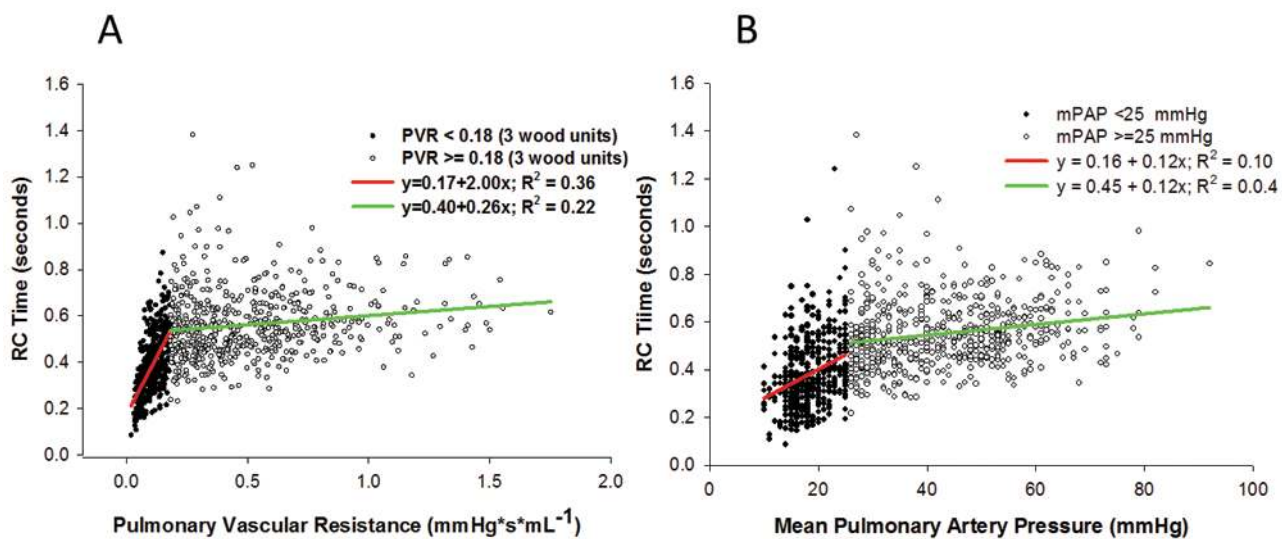 A
1.6
1.4
1.2
1.0
0.8
0.6
0.4
0.2
0.0
RC Time (seconds)
PVR < 0.18 (3 wood units)
PVR >= 0.18 (3 wood units)
y=0.17+2.00x; R² = 0.36
y=0.40+0.26x; R² = 0.22
0.0 0.5 1.0 1.5 2.0
Pulmonary Vascular Resistance (mmHg*s*mL⁻¹)
B
1.6
1.4
1.2
1.0
0.8
0.6
0.4
0.2
0.0
RC TIime (seconds)
mPAP <25 mmHg
mPAP >=25 mmHg
y = 0.16 + 0.12x; R² = 0.10
y = 0.45 + 0.12x; R² = 0.0.4
0 20 40 60 80 100
Mean Pulmonary Artery Pressure (mmHg)